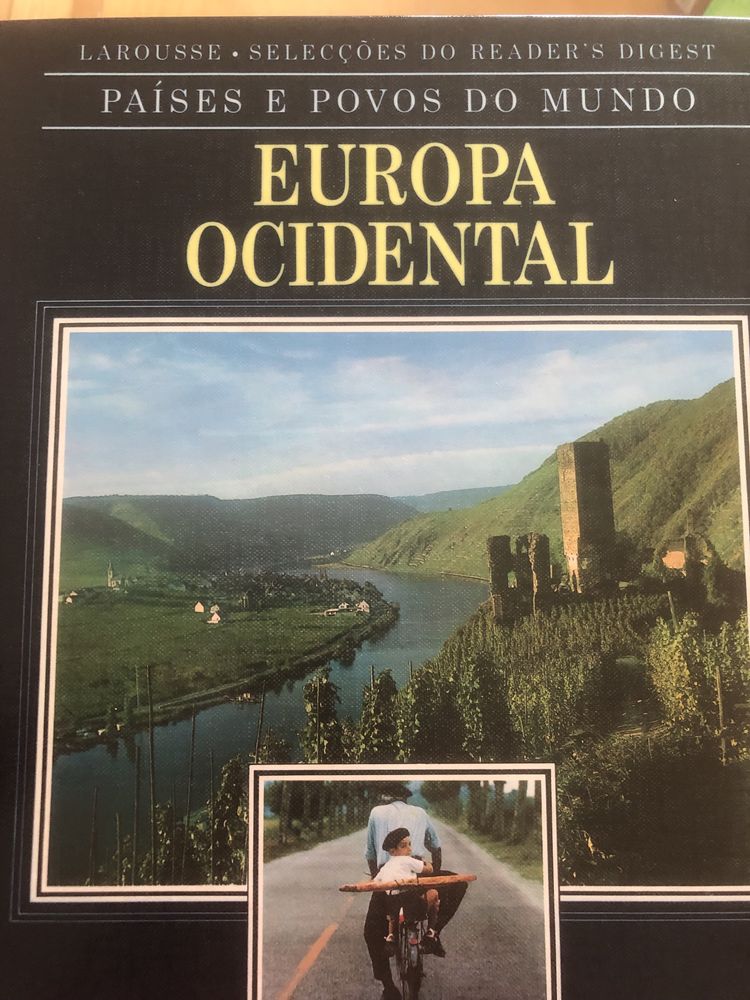 LAROUSSE • SELECÇÕES DO READER'S DIGEST
PAÍSES E POVOS DO MUNDO
EUROPA
OCIDENTAL